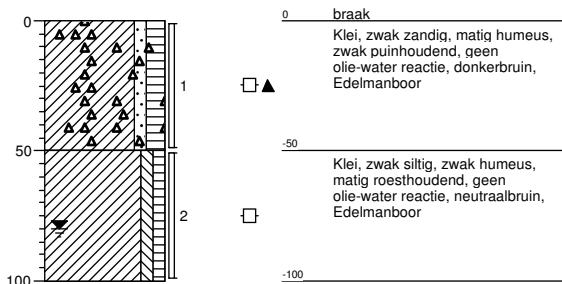 0
0
braak
Klei, zwak zandig, matig humeus,
zwak puinhoudend, geen
olie-water reactie, donkerbruin,
Edelmanboor
1
50
-50
Klei, zwak siltig, zwak humeus,
matig roesthoudend, geen
olie-water reactie, neutraalbruin,
Edelmanboor
2
100
-100